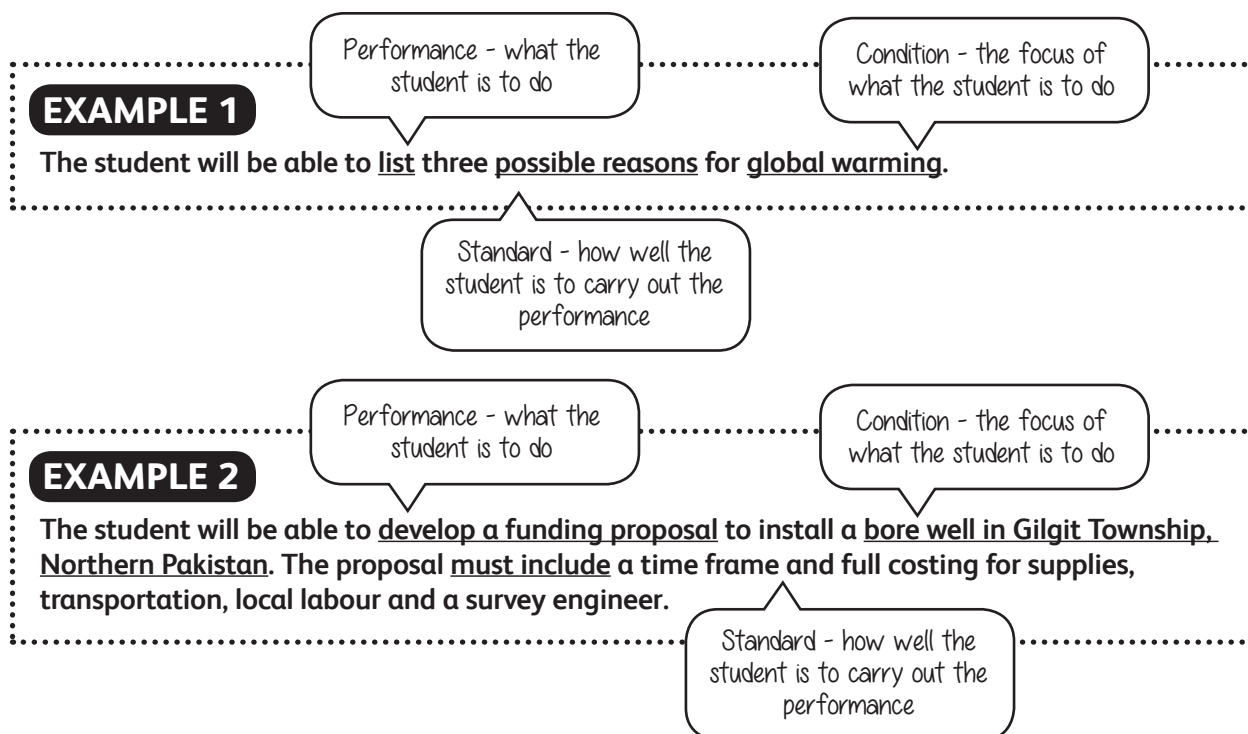 Performance - what the
student is to do
Condition - the focus of
what the student is to do
EXAMPLE 1
The student will be able to list three possible reasons for global warming.
Standard - how well the
student is to carry out the
performance
Performance - what the
student is to do
Condition - the focus of
what the student is to do
EXAMPLE 2
The student will be able to develop a funding proposal to install a bore well in Gilgit Township,
Northern Pakistan. The proposal must include a time frame and full costing for supplies,
transportation, local labour and a survey engineer.
Standard - how well the
student is to carry out the
performance